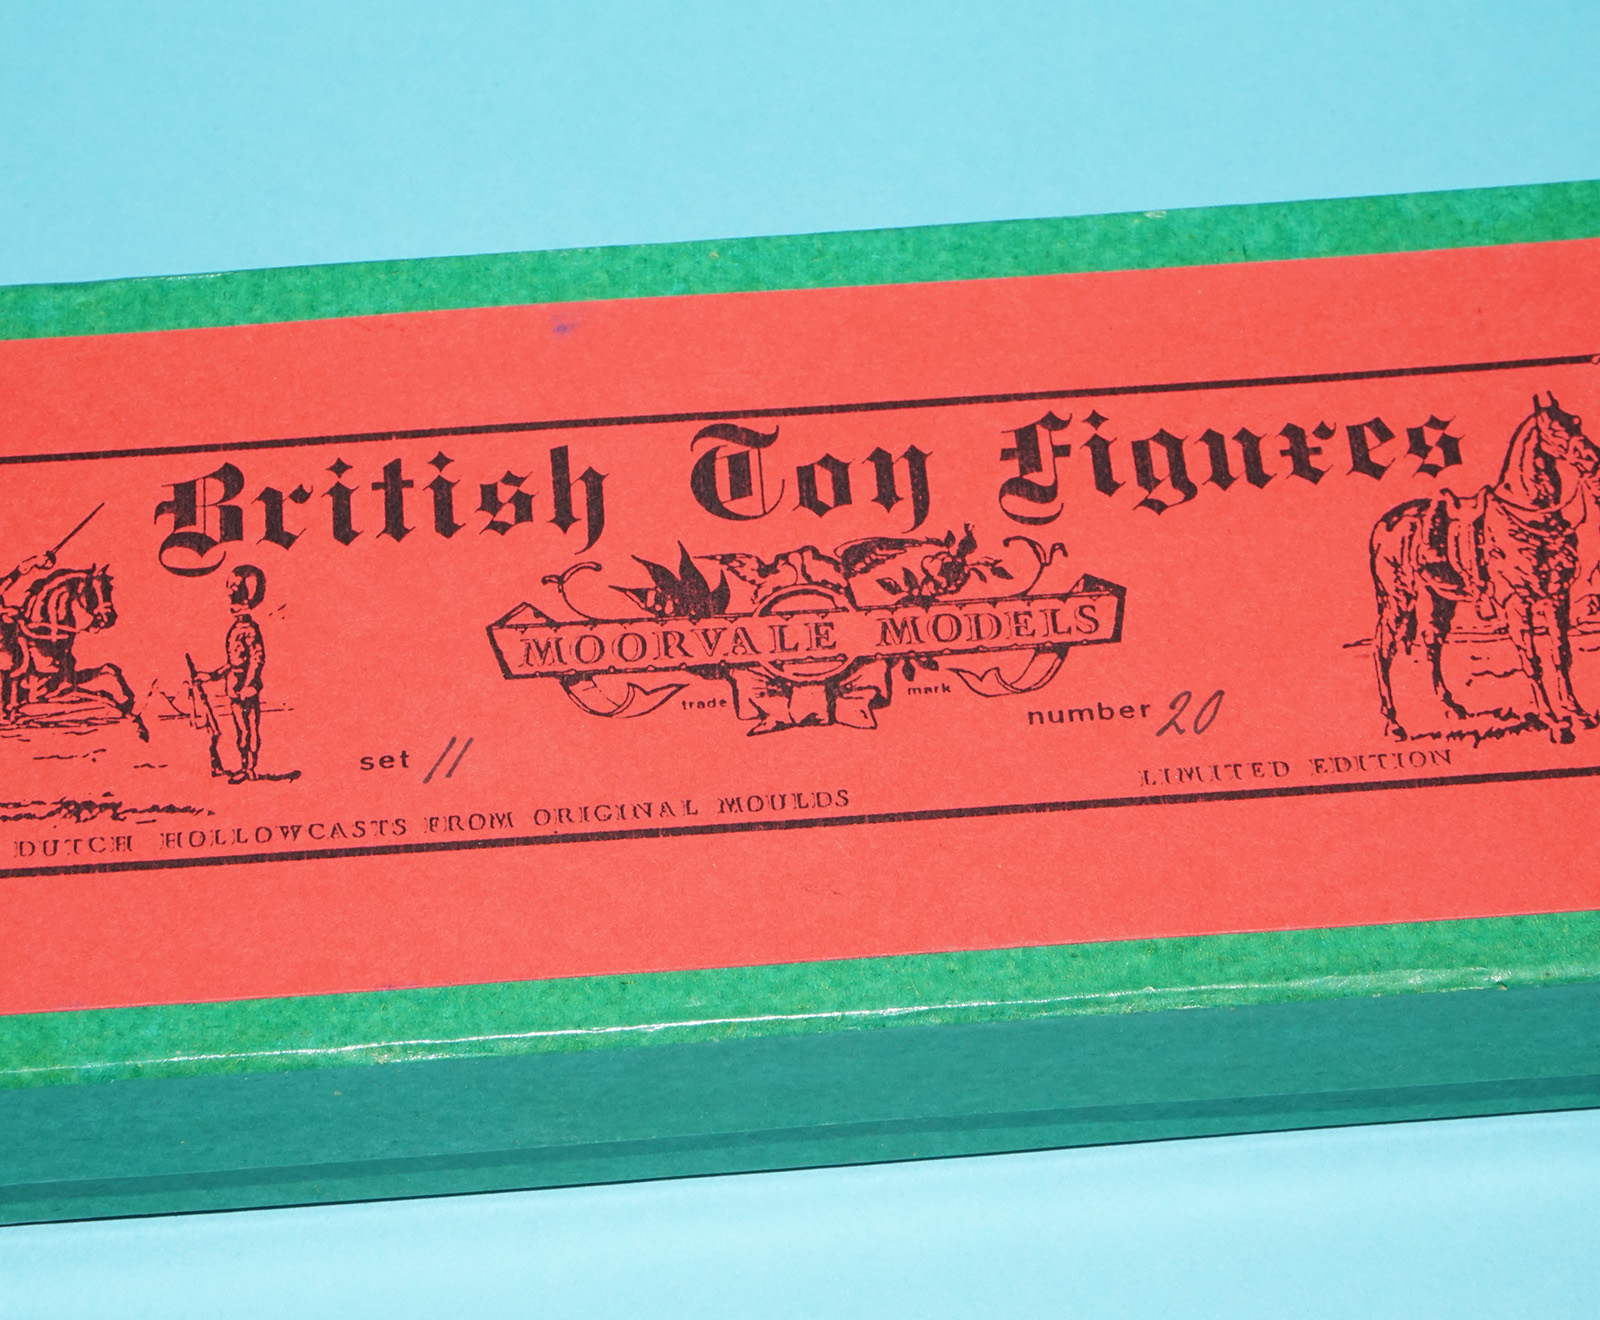 British Toy Figures
MOORVALE MODELS
trade mark
set 11
number 20
DUTCH HOLLOWCASTS FROM ORIGINAL MOULDS
LIMITED EDITION